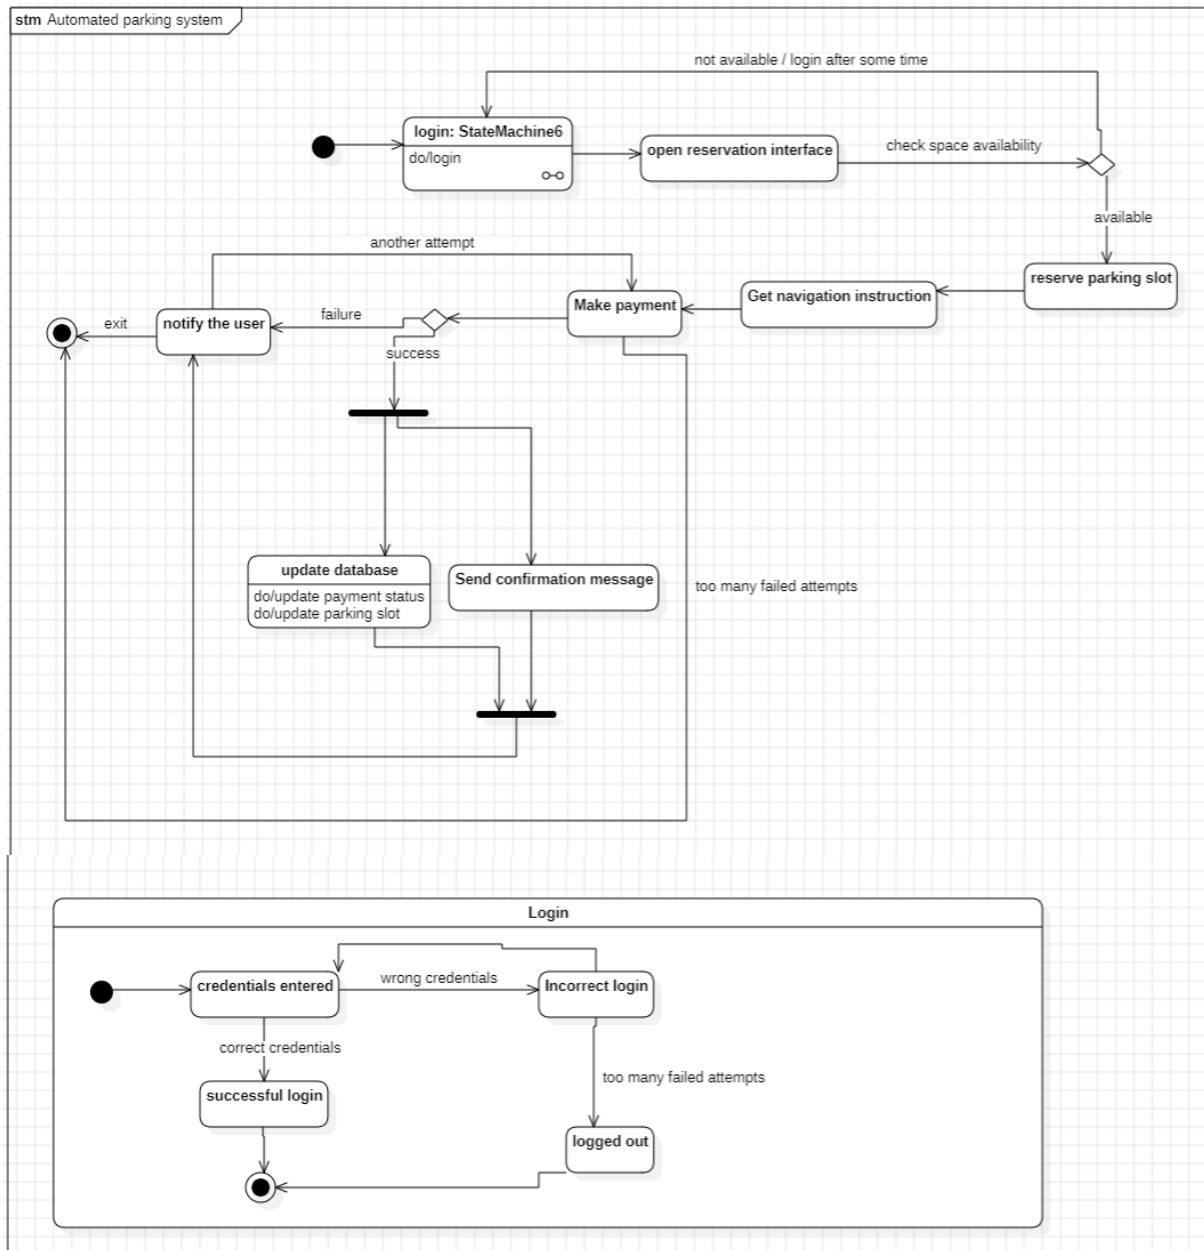 stm Automated parking system
not available / login after some time
login: StateMachine6
do/login
open reservation interface
check space availability
available
reserve parking slot
Get navigation instruction
Make payment
another attempt
failure
notify the user
exit
success
update database
do/update payment status
do/update parking slot
Send confirmation message
too many failed attempts
Login
credentials entered
wrong credentials
Incorrect login
correct credentials
too many failed attempts
successful login
logged out